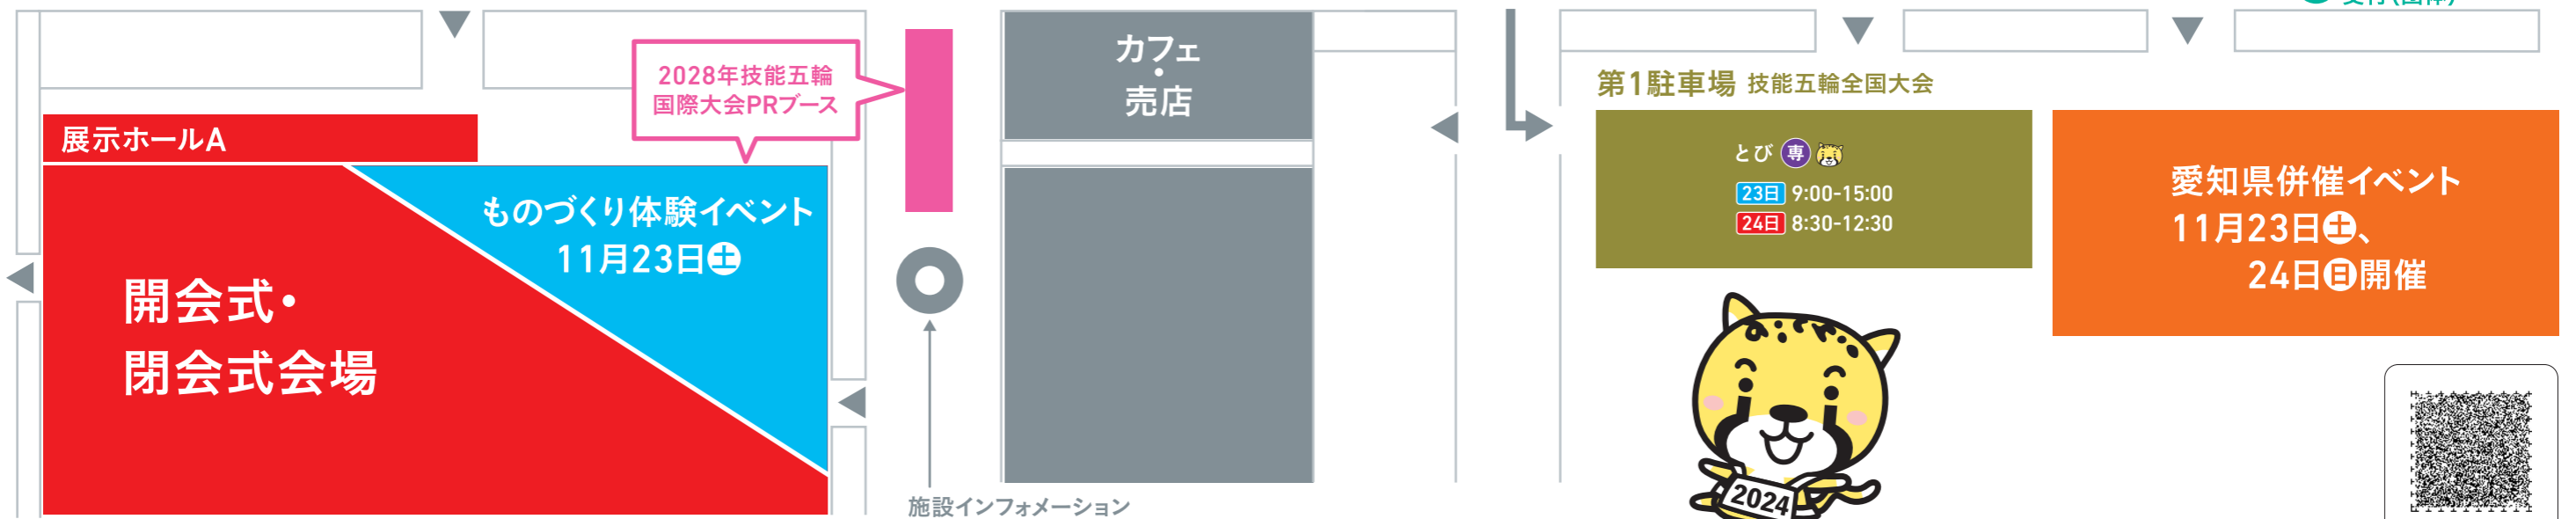 2028年技能五輪
国際大会PRブース
展示ホールA
ものづくり体験イベント
11月23日土
開会式・
閉会式会場
施設インフォメーション
カフェ
・
売店
第1駐車場 技能五輪全国大会
とび 専
23日 9:00-15:00
24日 8:30-12:30
愛知県併催イベント
11月23日土、
24日日開催
2024